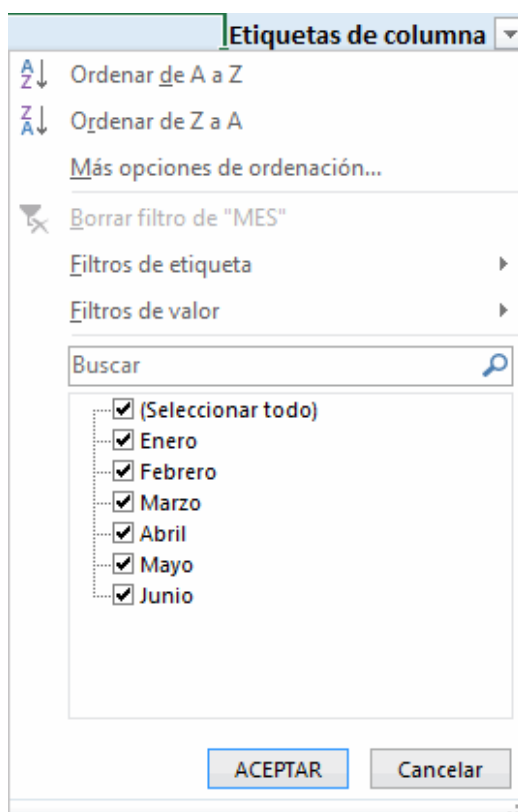 Etiquetas de columna
Ordenar de A a Z
Ordenar de Z a A
Más opciones de ordenación...
Borrar filtro de "MES"
Filtros de etiqueta
Filtros de valor
Buscar
(Seleccionar todo)
Enero
Febrero
Marzo
Abril
Mayo
Junio
ACEPTAR Cancelar